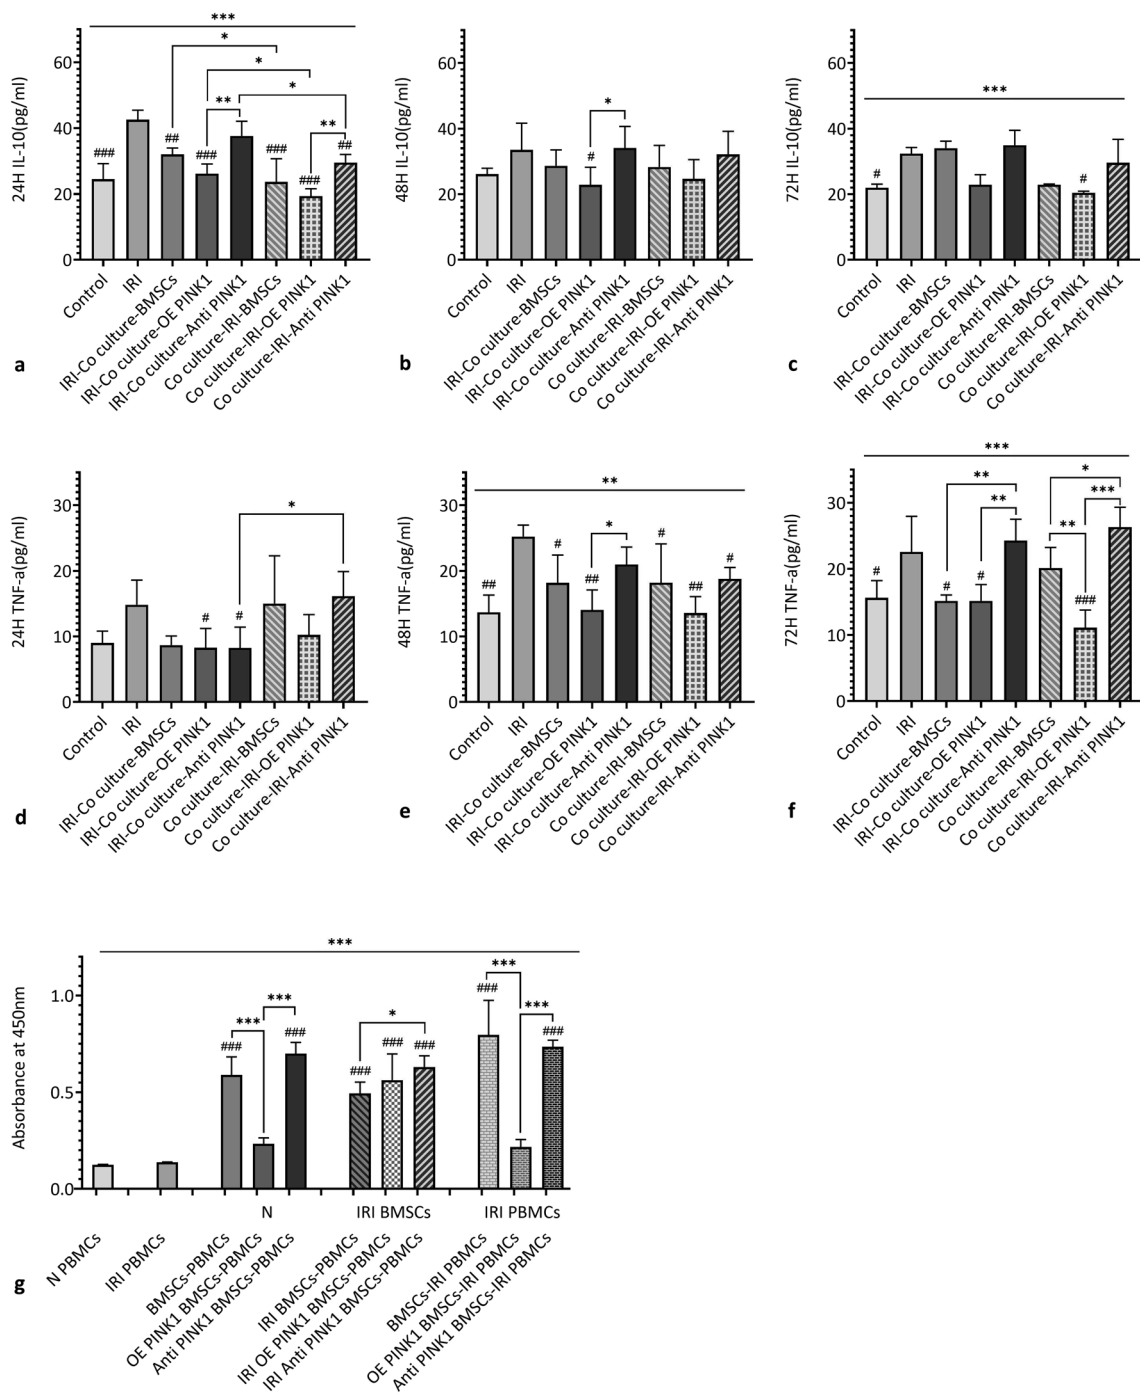 ***
*
*
*
**
**
###
##
###
###
###
##
24H IL-10(pg/ml)
60
40
20
0
Control
IRI
IRI-Co culture-BMSCs
IRI-Co culture-OE PINK1
IRI-Co culture-Anti PINK1
Co culture-IRI-BMSCs
Co culture-IRI-OE PINK1
Co culture-IRI-Anti PINK1
a
*
#
48H IL-10(pg/ml)
60
40
20
0
Control
IRI
IRI-Co culture-BMSCs
IRI-Co culture-OE PINK1
IRI-Co culture-Anti PINK1
Co culture-IRI-BMSCs
Co culture-IRI-OE PINK1
Co culture-IRI-Anti PINK1
b
***
#
#
72H IL-10(pg/ml)
60
40
20
0
Control
IRI
IRI-Co culture-BMSCs
IRI-Co culture-OE PINK1
IRI-Co culture-Anti PINK1
Co culture-IRI-BMSCs
Co culture-IRI-OE PINK1
Co culture-IRI-Anti PINK1
c
*
#
#
24H TNF-a(pg/ml)
30
20
10
0
Control
IRI
IRI-Co culture-BMSCs
IRI-Co culture-OE PINK1
IRI-Co culture-Anti PINK1
Co culture-IRI-BMSCs
Co culture-IRI-OE PINK1
Co culture-IRI-Anti PINK1
d
**
*
##
#
##
#
##
#
48H TNF-a(pg/ml)
30
20
10
0
Control
IRI
IRI-Co culture-BMSCs
IRI-Co culture-OE PINK1
IRI-Co culture-Anti PINK1
Co culture-IRI-BMSCs
Co culture-IRI-OE PINK1
Co culture-IRI-Anti PINK1
e
***
**
*
**
***
**
#
#
#
###
72H TNF-a(pg/ml)
30
20
10
0
Control
IRI
IRI-Co culture-BMSCs
IRI-Co culture-OE PINK1
IRI-Co culture-Anti PINK1
Co culture-IRI-BMSCs
Co culture-IRI-OE PINK1
Co culture-IRI-Anti PINK1
f
***
***
***
*
***
***
###
###
###
###
###
###
###
Absorbance at 450nm
1.0
0.5
0.0
N
IRI BMSCs
IRI PBMCs
N PBMCs
IRI PBMCs
BMSCs-PBMCs
OE PINK1 BMSCs-PBMCs
Anti PINK1 BMSCs-PBMCs
IRI BMSCs-PBMCs
IRI OE PINK1 BMSCs-PBMCs
IRI Anti PINK1 BMSCs-PBMCs
BMSCs-IRI PBMCs
OE PINK1 BMSCs-IRI PBMCs
Anti PINK1 BMSCs-IRI PBMCs
g